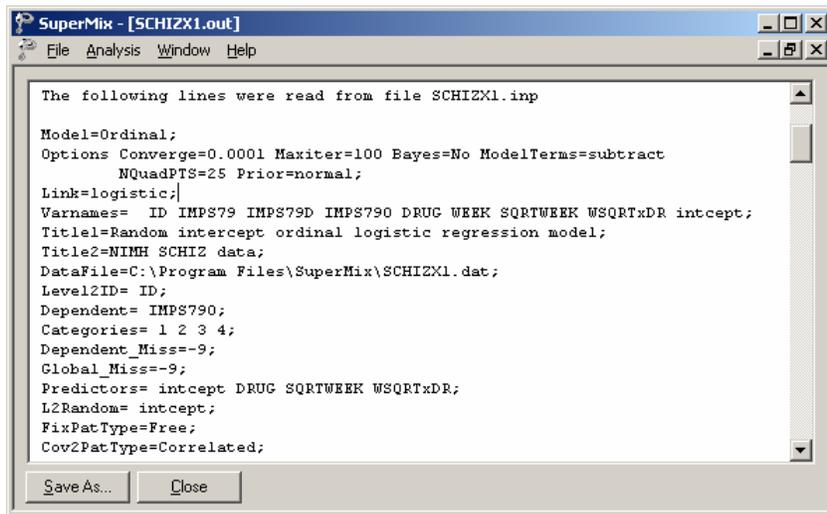 SuperMix - [SCHIZX1.out]
File Analysis Window Help
The following lines were read from file SCHIZX1.inp
Model=Ordinal;
Options Converge=0.0001 Maxiter=100 Bayes=No ModelTerms=subtract
NQuadPTS=25 Prior=normal;
Link=logistic;
Varnames= ID IMPS79 IMPS79D IMPS79O DRUG WEEK SQRTWEEK WSQRTxDR intcept;
Title1=Random intercept ordinal logistic regression model;
Title2=NIMH SCHIZ data;
DataFile=C:\Program Files\SuperMix\SCHIZX1.dat;
Level2ID= ID;
Dependent= IMPS79O;
Categories= 1 2 3 4;
Dependent_Miss=-9;
Global_Miss=-9;
Predictors= intcept DRUG SQRTWEEK WSQRTxDR;
L2Random= intcept;
FixPatType=Free;
Cov2PatType=Correlated;
Save As... Close